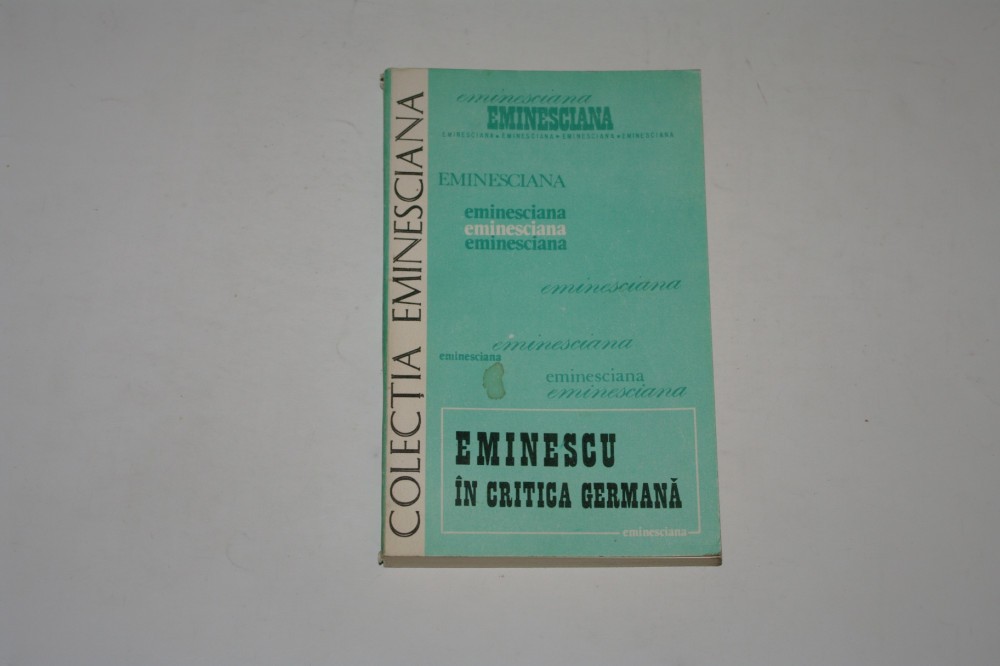 COLECȚIA EMINESCIANA
eminesciana
EMINESCIANA
EMINESCIANA • EMINESCIANA • EMINESCIANA • EMINESCIANA
EMINESCIANA
eminesciana
eminesciana
eminesciana
eminesciana
eminesciana
eminesciana
eminesciana
eminesciana
EMINESCU
ÎN CRITICA GERMANĂ
eminesciana